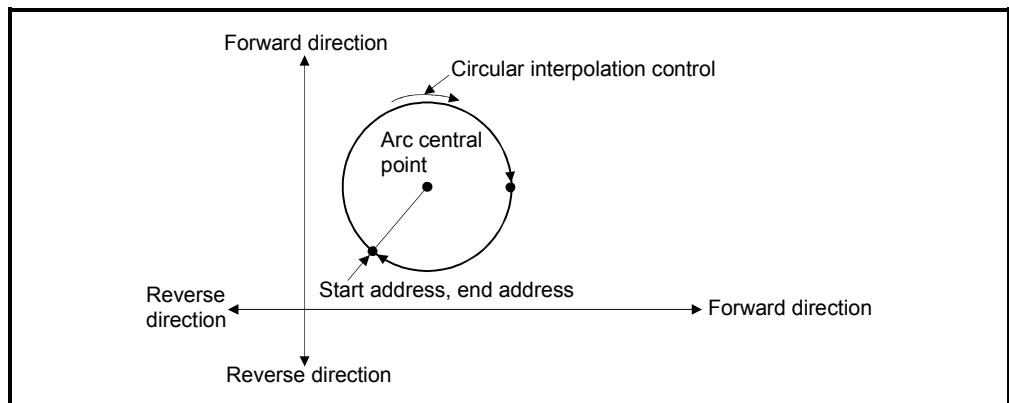 Forward direction
Circular interpolation control
Arc central
point
Start address, end address
Reverse
direction
Forward direction
Reverse direction